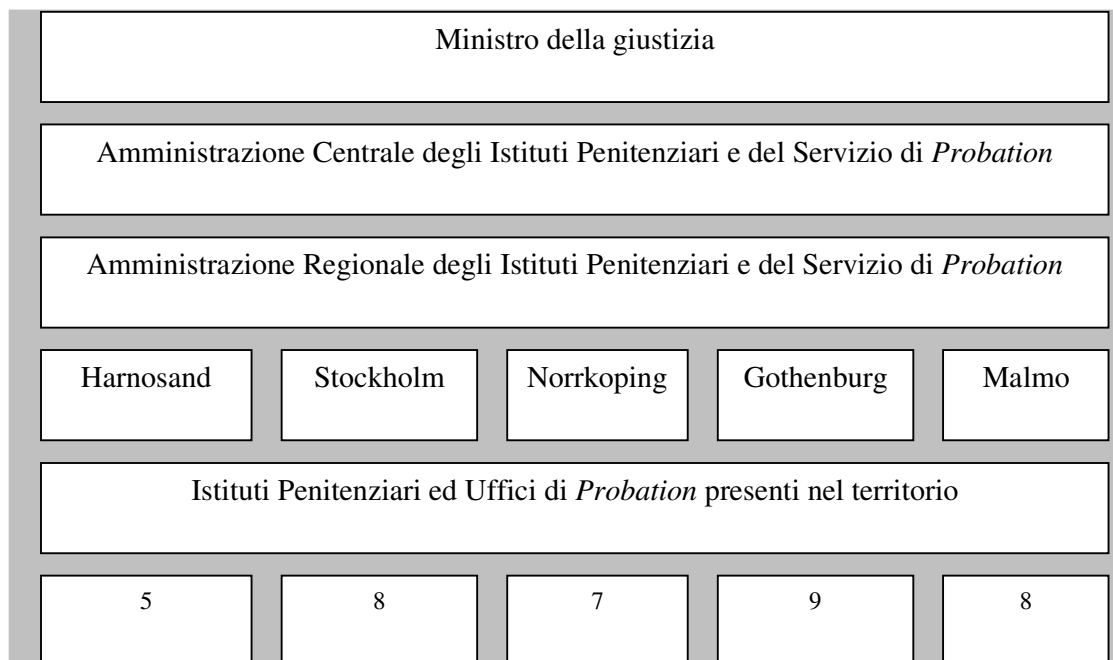 Ministro della giustizia
Amministrazione Centrale degli Istituti Penitenziari e del Servizio di Probation
Amministrazione Regionale degli Istituti Penitenziari e del Servizio di Probation
Harnosand Stockholm Norrkoping Gothenburg Malmo
Istituti Penitenziari ed Uffici di Probation presenti nel territorio
5 8 7 9 8